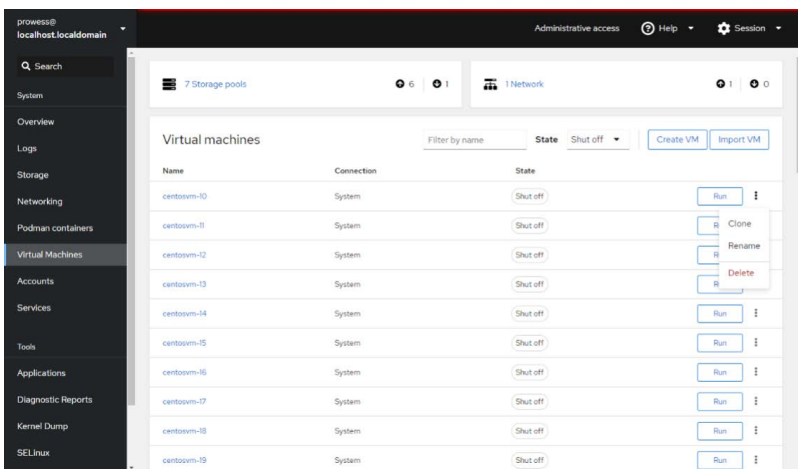 prowess@
localhost.localdomain
Administrative access
Help
Session
Search
System
Overview
Logs
Storage
Networking
Podman containers
Virtual Machines
Accounts
Services
Tools
Applications
Diagnostic Reports
Kernel Dump
SELinux
7 Storage pools 6 1
1 Network 1 0
Virtual machines
Filter by name
State Shut off
Create VM
Import VM
Name Connection State
centosvm-10 System Shut off Run
centosvm-11 System Shut off R
centosvm-12 System Shut off R
centosvm-13 System Shut off R
centosvm-14 System Shut off Run
centosvm-15 System Shut off Run
centosvm-16 System Shut off Run
centosvm-17 System Shut off Run
centosvm-18 System Shut off Run
centosvm-19 System Shut off Run
Clone
Rename
Delete